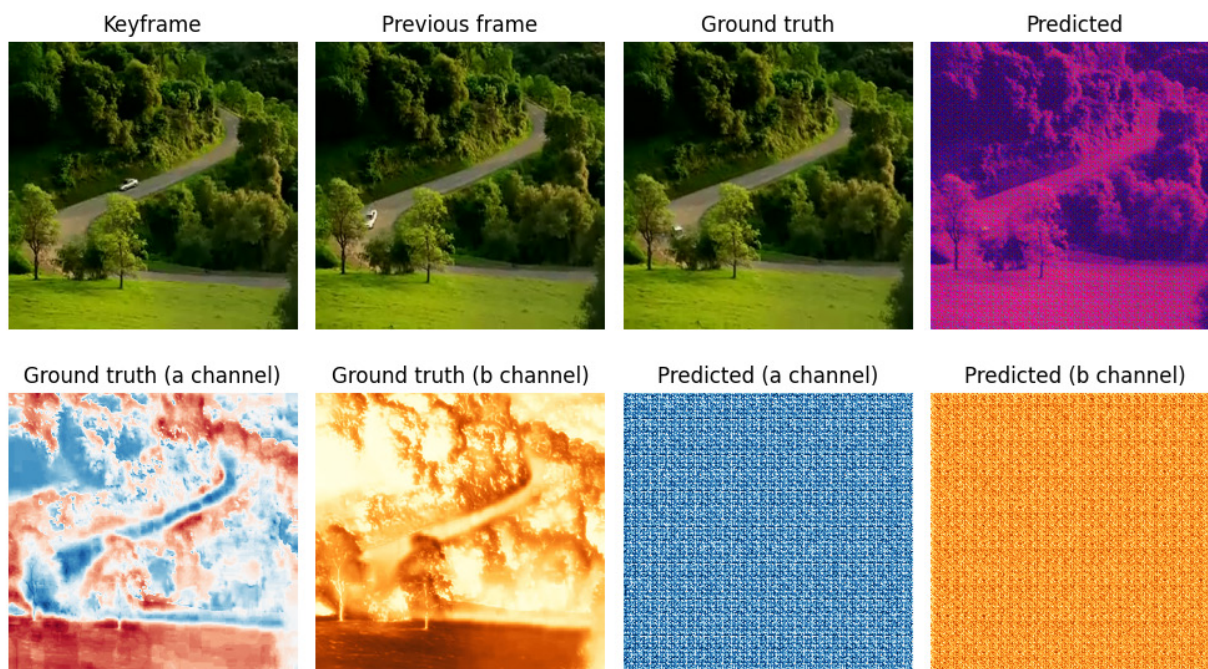 Keyframe
Previous frame
Ground truth
Predicted
Ground truth (a channel)
Ground truth (b channel)
Predicted (a channel)
Predicted (b channel)